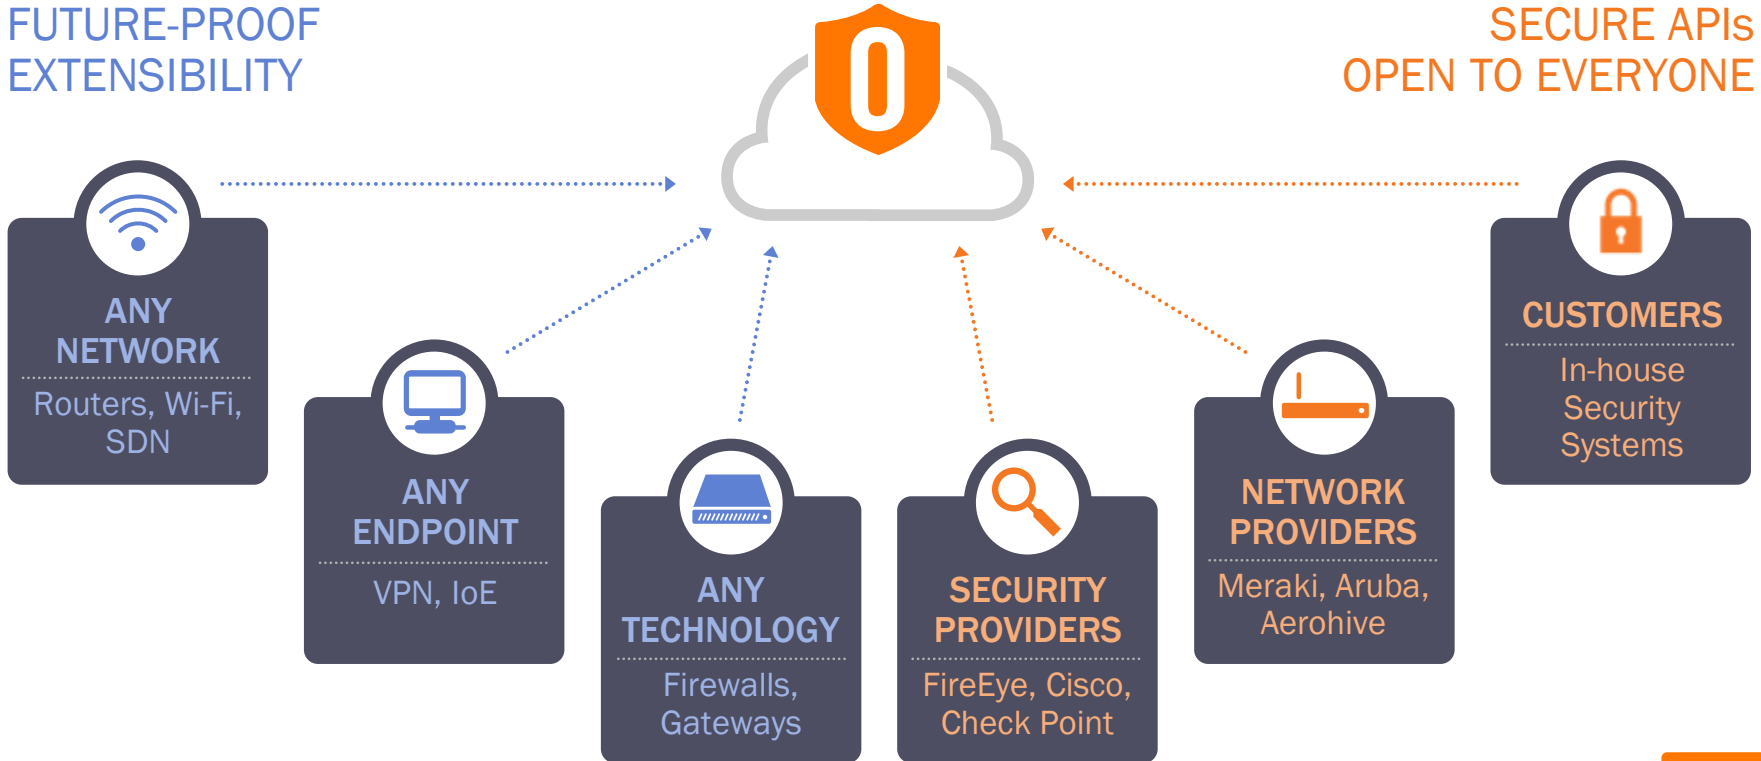 FUTURE-PROOF
EXTENSIBILITY
SECURE APIs
OPEN TO EVERYONE
ANY
NETWORK
Routers, Wi-Fi,
SDN
ANY
ENDPOINT
VPN, IoE
ANY
TECHNOLOGY
Firewalls,
Gateways
SECURITY
PROVIDERS
FireEye, Cisco,
Check Point
NETWORK
PROVIDERS
Meraki, Aruba,
Aerohive
CUSTOMERS
In-house
Security
Systems